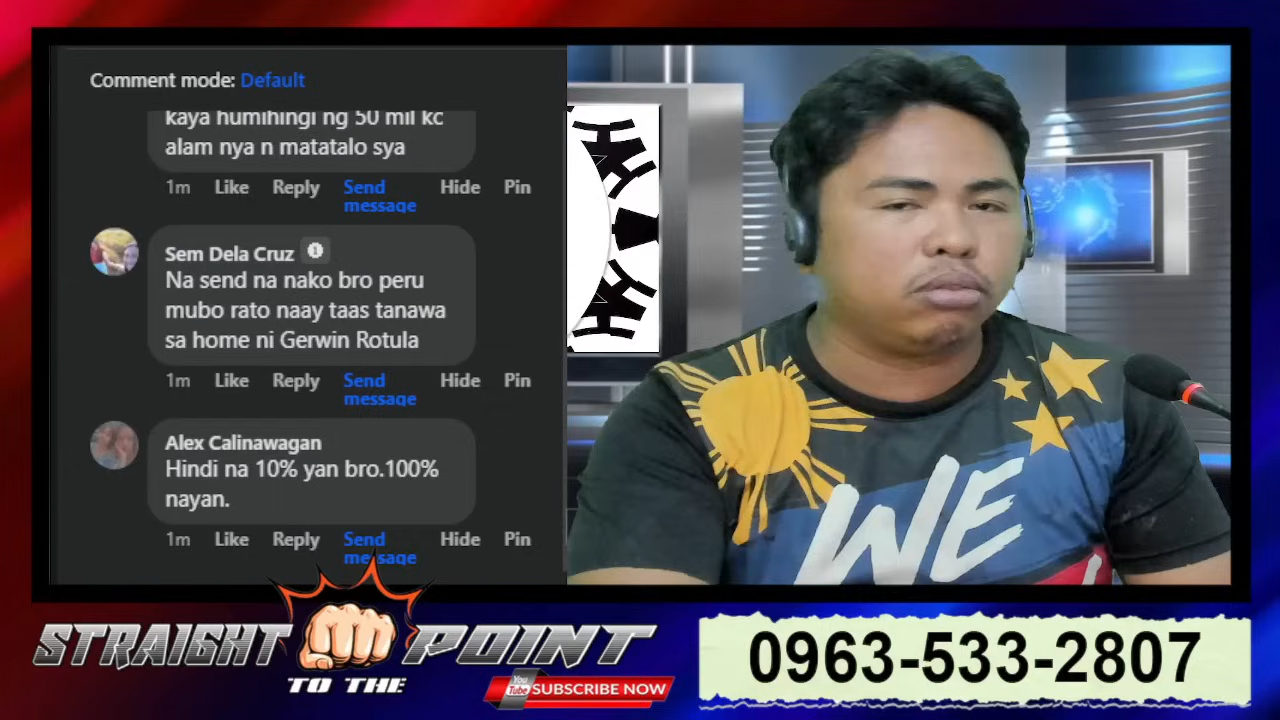 Comment mode: Default
kaya humihingi ng 50 mil kc
alam nya n matatalo sya
1m Like Reply Send message Hide Pin
Sem Dela Cruz
Na send na nako bro peru
mubo rato naay taas tanawa
sa home ni Gerwin Rotula
1m Like Reply Send message Hide Pin
Alex Calinawagan
Hindi na 10% yan bro.100%
nayan.
1m Like Reply Send message Hide Pin
WE
STRAIGHT POINT
TO THE
You Tube SUBSCRIBE NOW
0963-533-2807